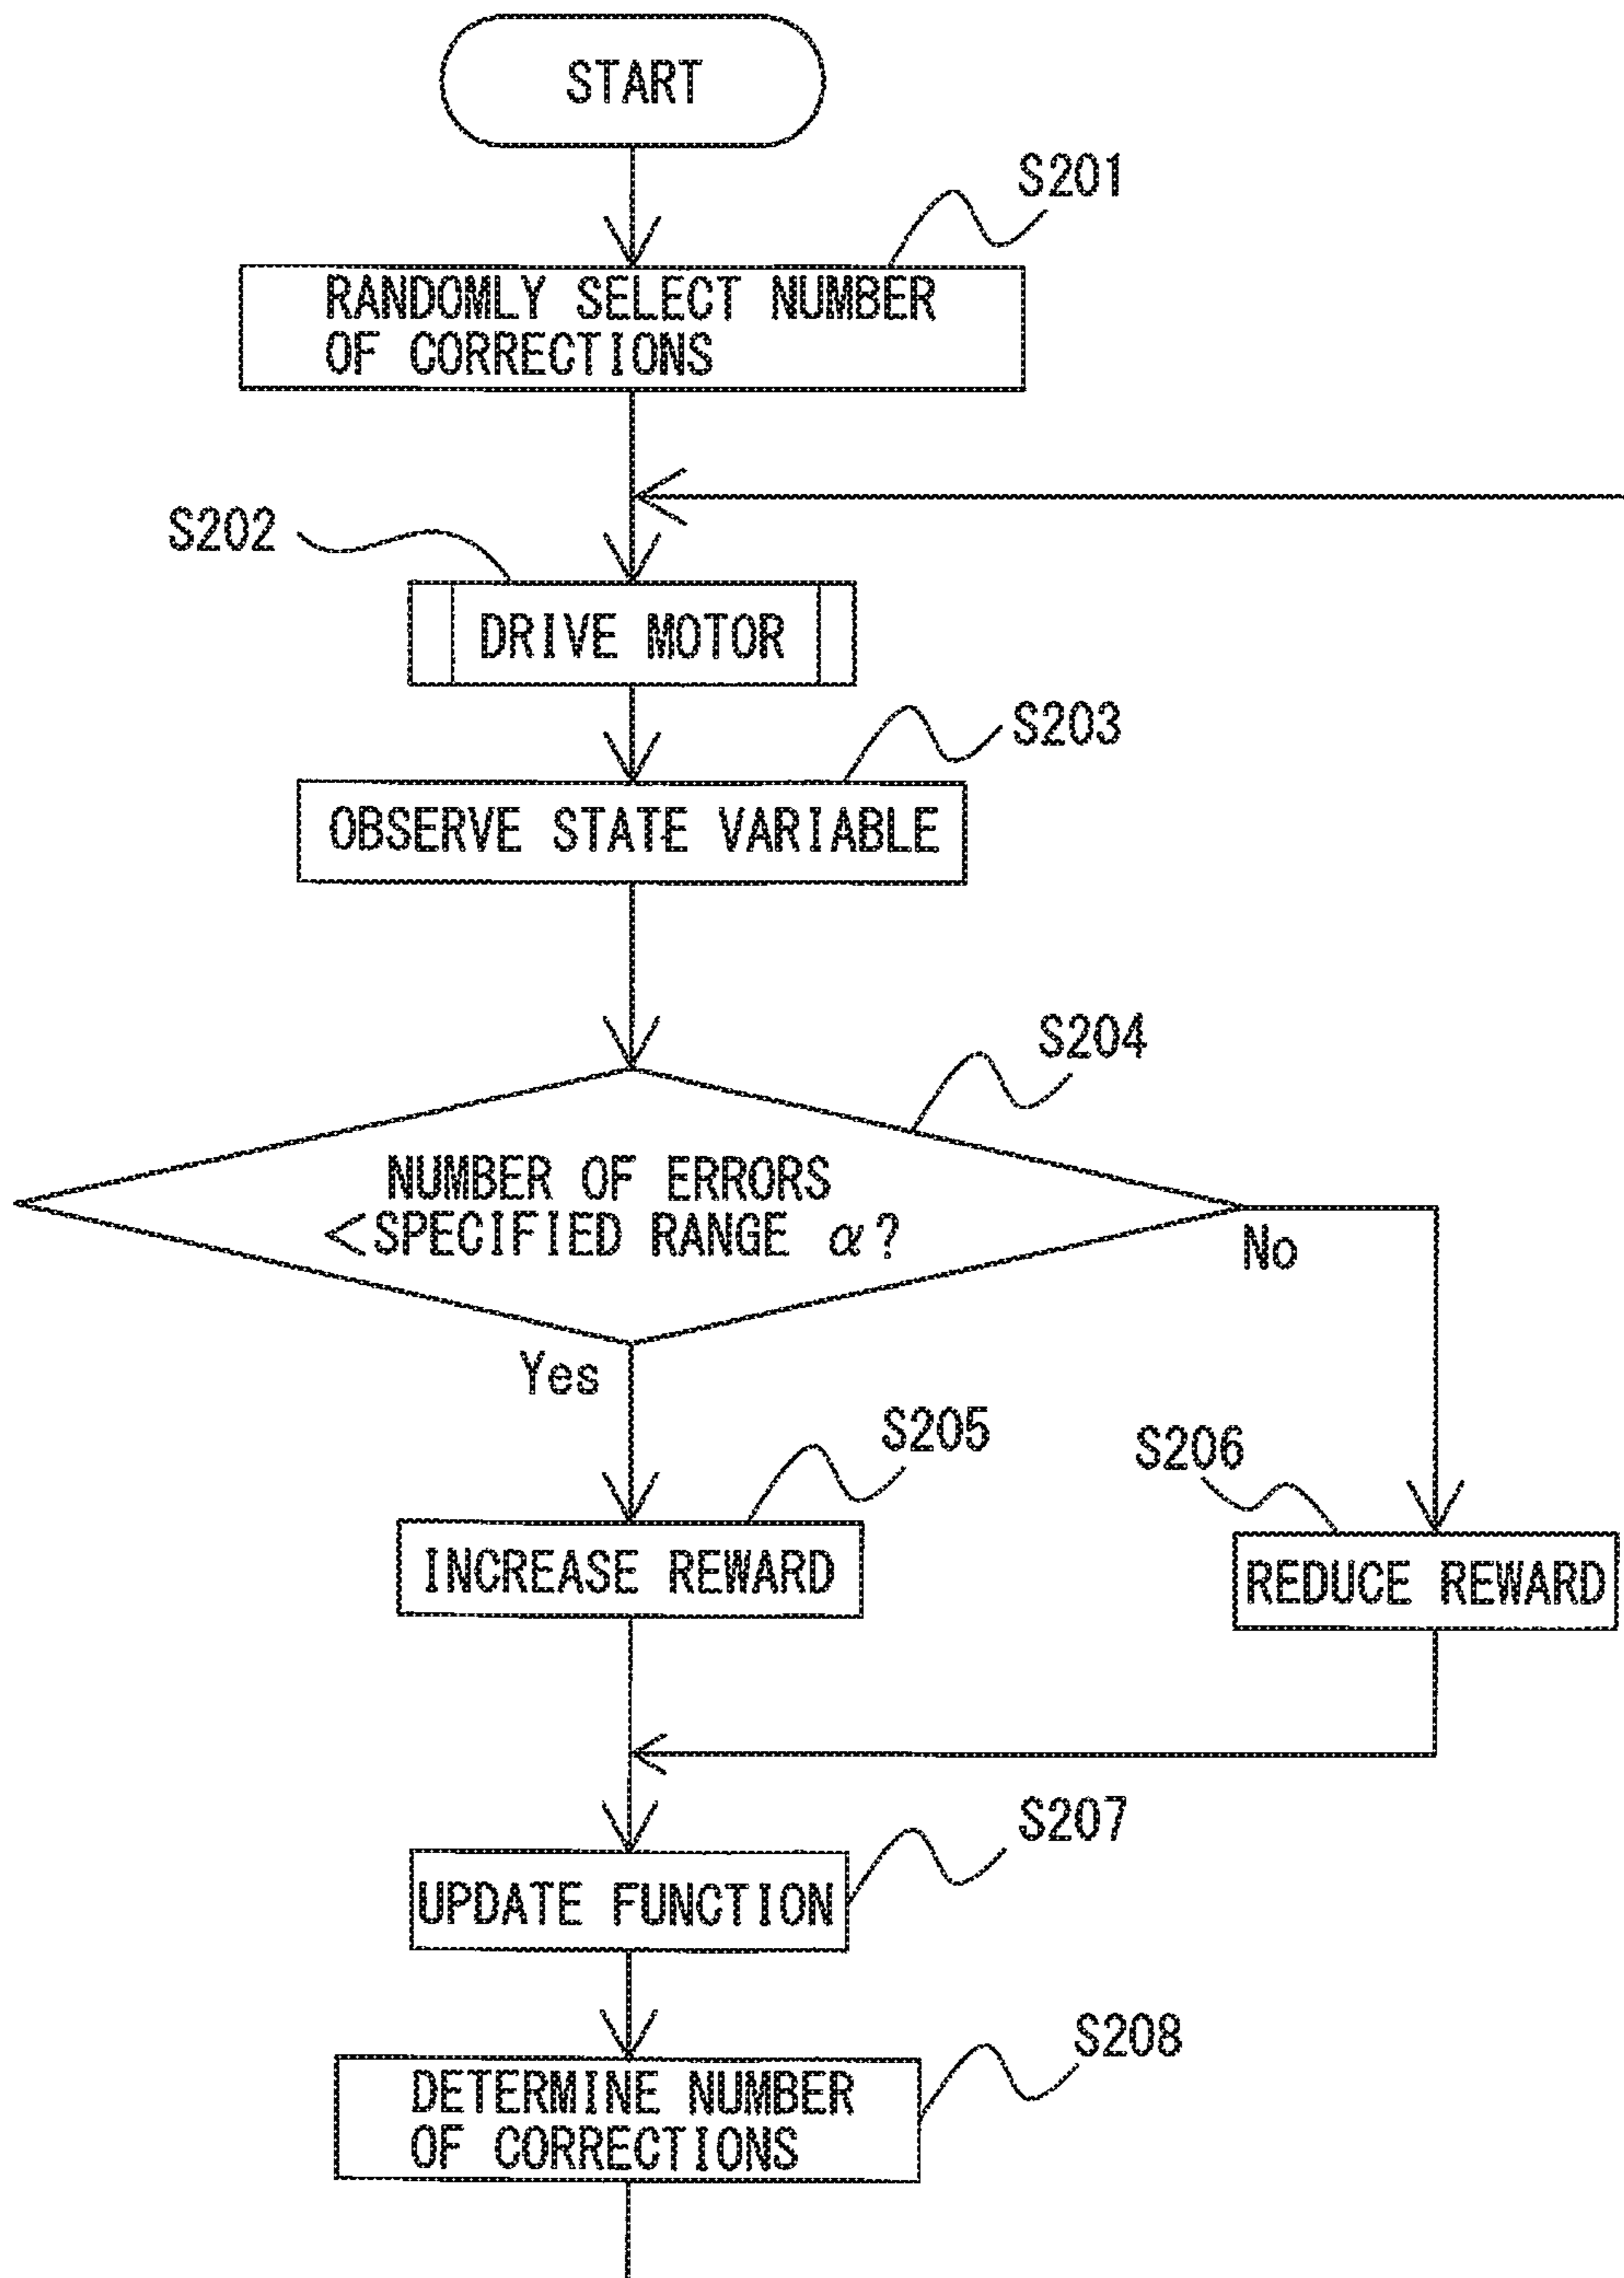 START
S201
RANDOMLY SELECT NUMBER
OF CORRECTIONS
S202
DRIVE MOTOR
S203
OBSERVE STATE VARIABLE
S204
NUMBER OF ERRORS
<SPECIFIED RANGE α?
No
Yes
S205
S206
INCREASE REWARD
REDUCE REWARD
S207
UPDATE FUNCTION
S208
DETERMINE NUMBER
OF CORRECTIONS